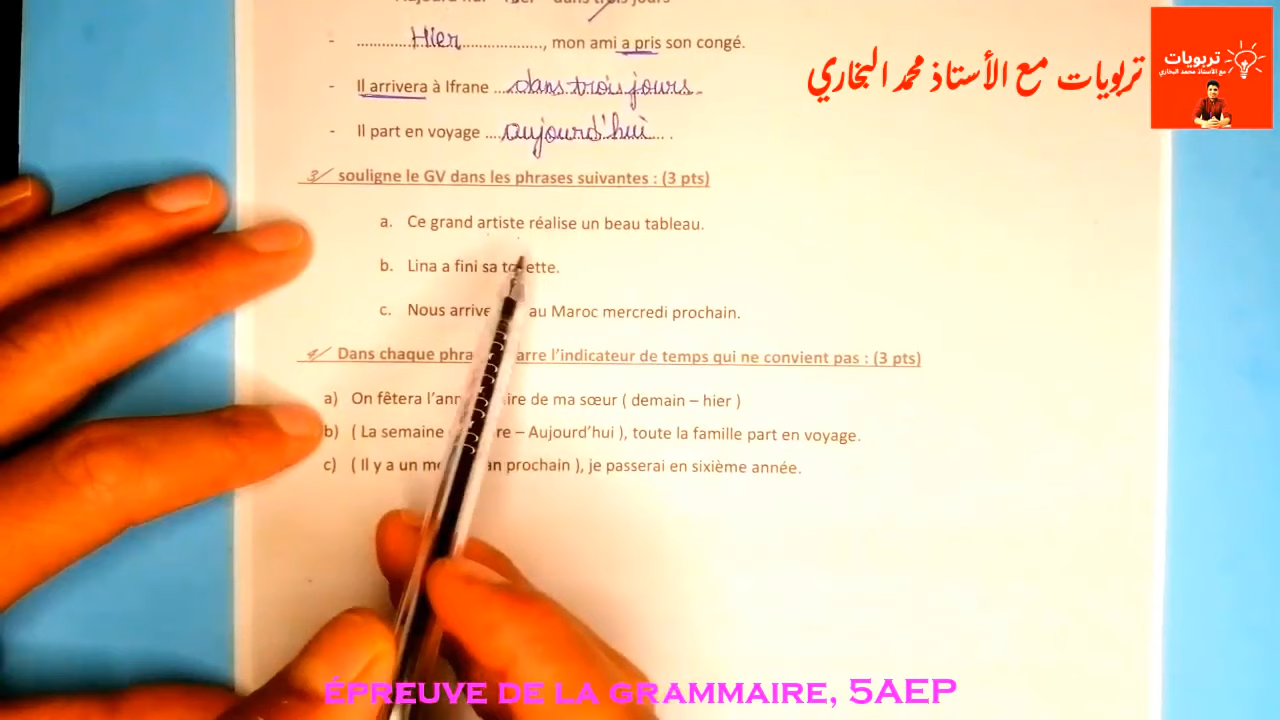 - Hier, mon ami a pris son congé.
- Il arrivera à Ifrane dans trois jours.
- Il part en voyage aujourd'hui.
3/ souligne le GV dans les phrases suivantes : (3 pts)
a. Ce grand artiste réalise un beau tableau.
b. Lina a fini sa
c. Nous au Maroc mercredi prochain.
4/ Dans chaque l'indicateur de temps qui ne convient pas : (3 pts)
a) On fêtera de ma sœur ( demain – hier )
b) ( La semaine – Aujourd'hui ), toute la famille part en voyage.
c) ( Il y a un prochain ), je passerai en sixième année.
تربويات مع الأستاذ محمد البخاري
تربويات
مع الأستاذ محمد البخاري
ÉPREUVE DE LA GRAMMAIRE, 5AEP